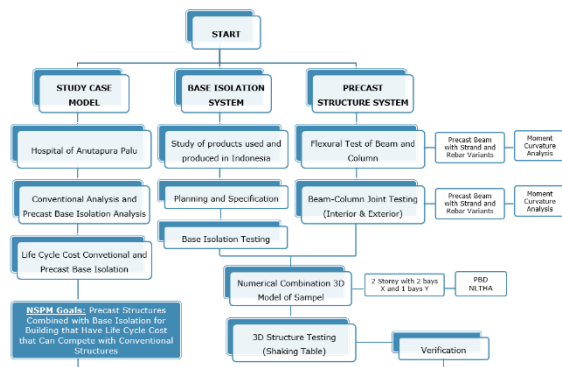 START
STUDY CASE
MODEL
BASE ISOLATION
SYSTEM
PRECAST
STRUCTURE SYSTEM
Hospital of Anutapura Palu
Study of products used and
produced in Indonesia
Flexural Test of Beam and
Column
Precast Beam
with Strand and
Rebar Variants
Moment
Curvature
Analysis
Conventional Analysis and
Precast Base Isolation Analysis
Planning and Specification
Beam-Column Joint Testing
(Interior & Exterior)
Precast Beam
with Strand and
Rebar Variants
Moment
Curvature
Analysis
Base Isolation Testing
Life Cycle Cost Convetional and
Precast Base Isolation
Numerical Combination 3D
Model of Sampel
2 Storey with 2 bays
X and 1 bays Y
PBD
NLTHA
NSPM Goals: Precast Structures
Combined with Base Isolation for
Building that Have Life Cycle Cost
that Can Compete with Conventional
Structures
3D Structure Testing
(Shaking Table)
Verification